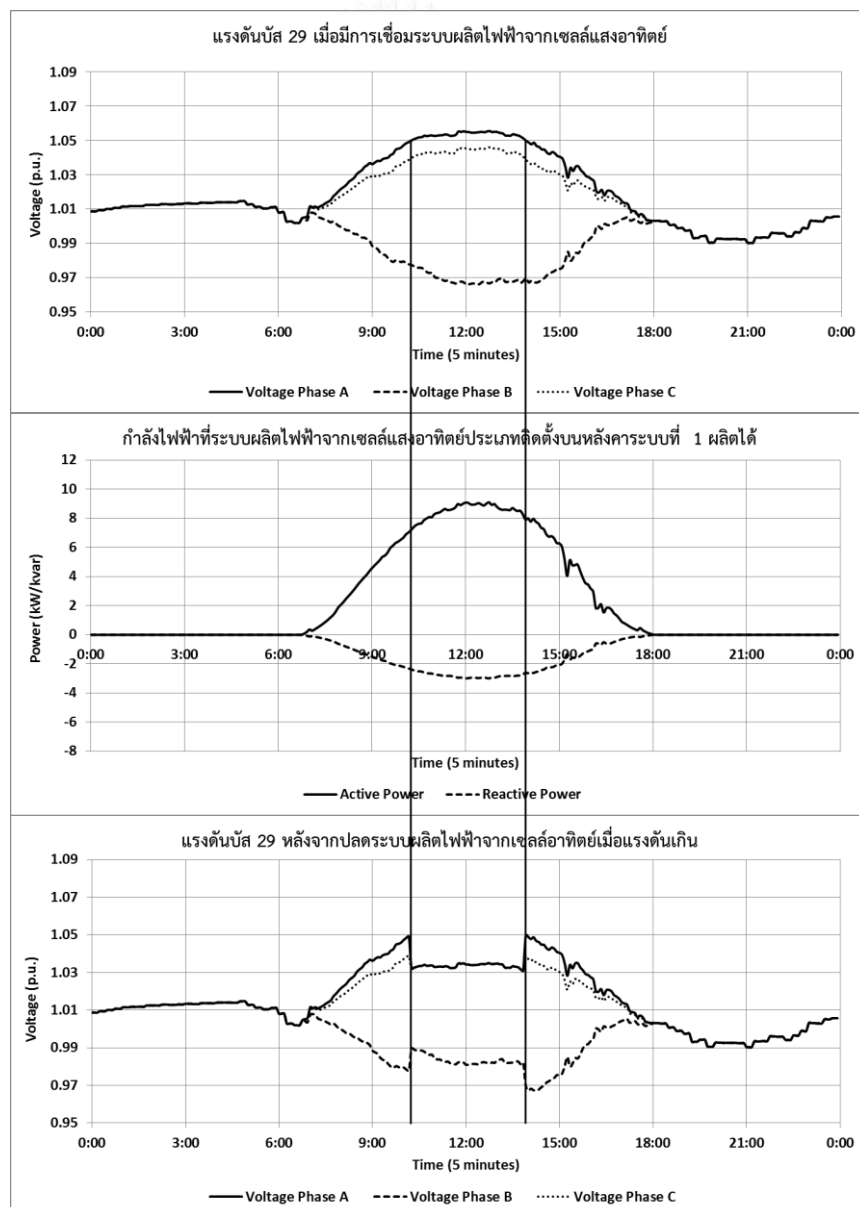 แรงดันบัส 29 เมื่อมีการเชื่อมระบบผลิตไฟฟ้าจากเซลล์แสงอาทิตย์
1.09
1.07
1.05
1.03
1.01
0.99
0.97
0.95
Voltage (p.u.)
0:00 3:00 6:00 9:00 12:00 15:00 18:00 21:00 0:00
Time (5 minutes)
Voltage Phase A Voltage Phase B Voltage Phase C
กำลังไฟฟ้าที่ระบบผลิตไฟฟ้าจากเซลล์แสงอาทิตย์ประเภทติดตั้งบนหลังคาระบบที่ 1 ผลิตได้
12
10
8
6
4
2
0
-2
-4
-6
-8
Power (kW/kvar)
0:00 3:00 6:00 9:00 12:00 15:00 18:00 21:00 0:00
Time (5 minutes)
Active Power Reactive Power
แรงดันบัส 29 หลังจากปลดระบบผลิตไฟฟ้าจากเซลล์อาทิตย์เมื่อแรงดันเกิน
1.09
1.07
1.05
1.03
1.01
0.99
0.97
0.95
Voltage (p.u.)
0:00 3:00 6:00 9:00 12:00 15:00 18:00 21:00 0:00
Time (5 minutes)
Voltage Phase A Voltage Phase B Voltage Phase C